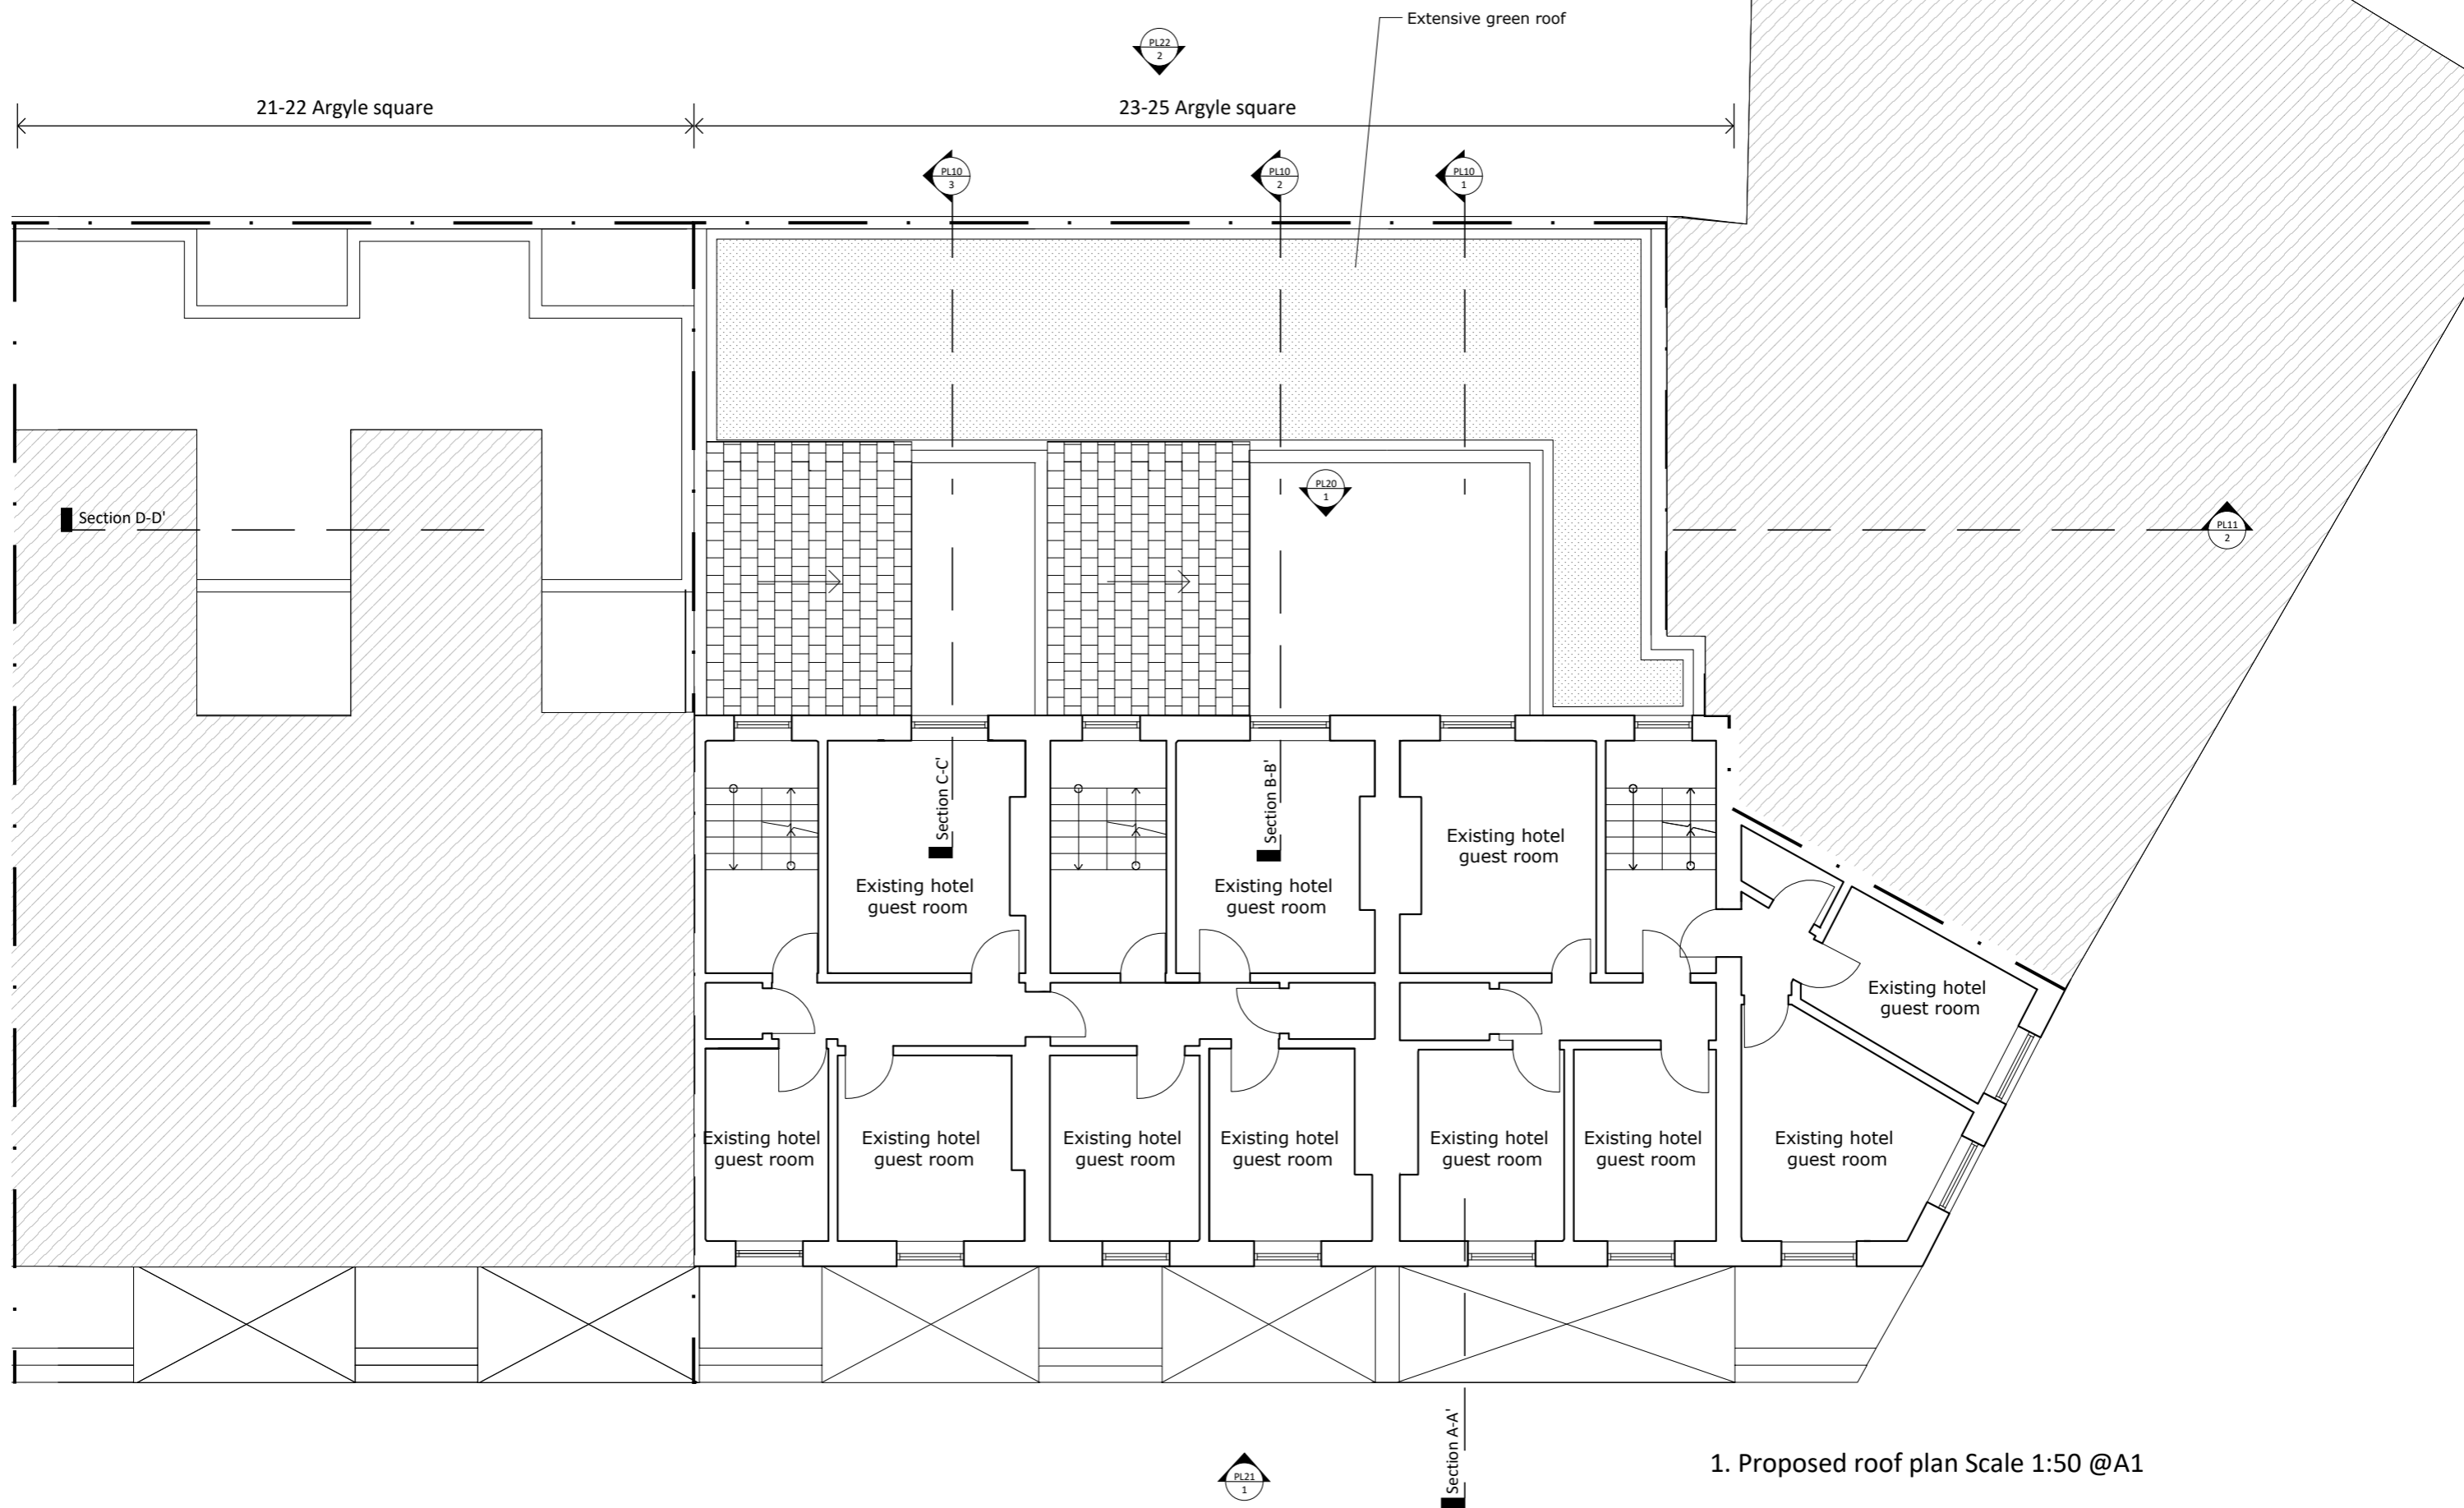 Extensive green roof
PL22
2
21-22 Argyle square
23-25 Argyle square
PL10
3
PL10
2
PL10
1
PL20
1
Section D-D'
PL11
2
Section C-C'
Section B-B'
Existing hotel
guest room
Existing hotel
guest room
Existing hotel
guest room
Existing hotel
guest room
Existing hotel
guest room
Existing hotel
guest room
Existing hotel
guest room
Existing hotel
guest room
Existing hotel
guest room
Existing hotel
guest room
Existing hotel
guest room
Section A-A'
PL21
1
1. Proposed roof plan Scale 1:50 @A1